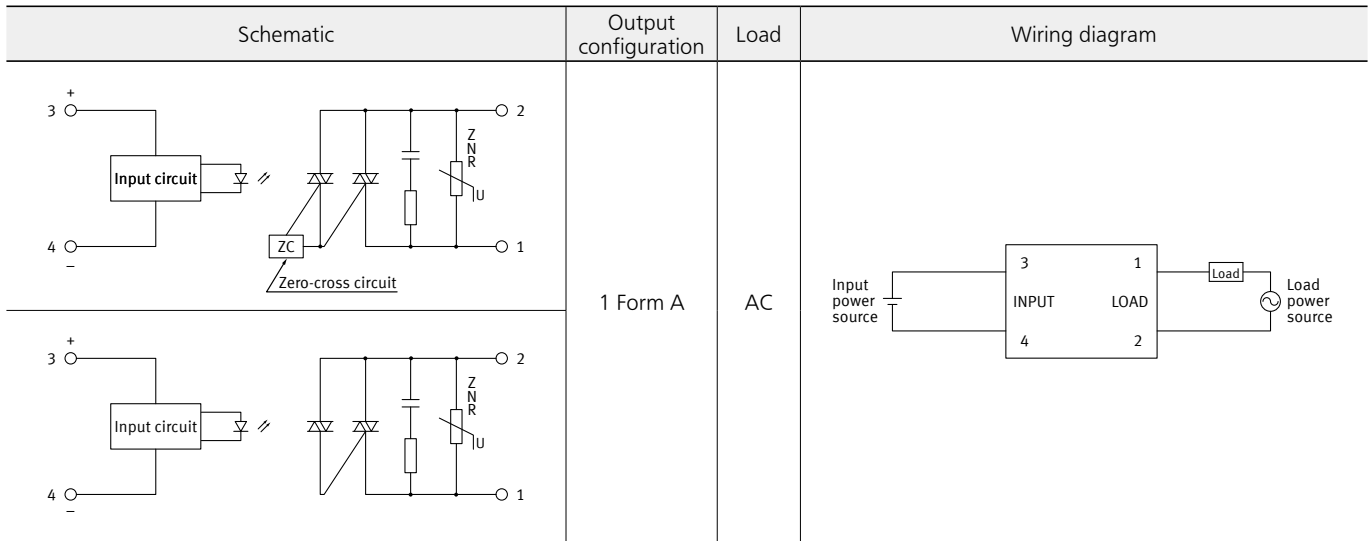 Schematic
Output
configuration
Load
Wiring diagram
+
3
Input circuit
4
–
2
Z
N
R
U
ZC
1
Zero-cross circuit
+
3
Input circuit
4
–
2
Z
N
R
U
1
1 Form A
AC
Input
power
source
3
INPUT
4
1
LOAD
2
Load
Load
power
source